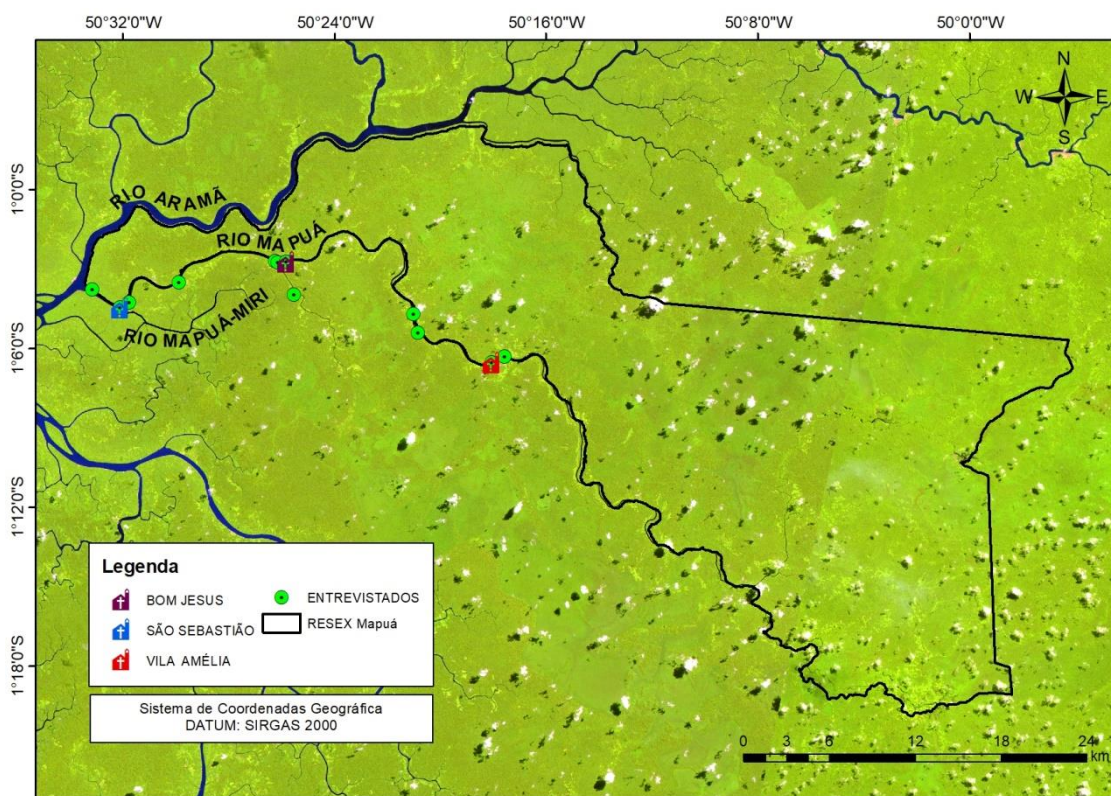 50°32'0"W 50°24'0"W 50°16'0"W 50°8'0"W 50°0'0"W
N
W E
S
1°0'0"S
RIO ARAMÃ
RIO MAPUÁ
RIO MAPUÁ-MIRI
1°6'0"S
1°12'0"S
1°18'0"S
Legenda
BOM JESUS
SÃO SEBASTIÃO
VILA AMÉLIA
ENTREVISTADOS
RESEX Mapuá
Sistema de Coordenadas Geográfica
DATUM: SIRGAS 2000
0 3 6 12 18 24
km